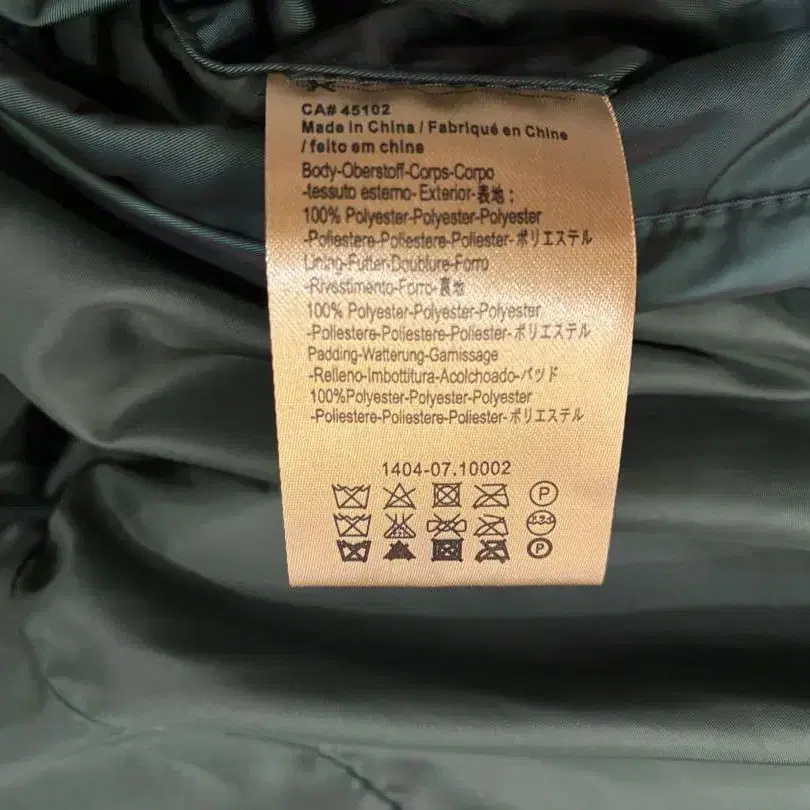 CA# 45102
Made in China / Fabriqué en Chine
/ feito em china
Body-Oberstoff-Corps-Corpo
-tessuto esterno-Exterior-表地：
100% Polyester-Polyester-Polyester
-Poliestere-Poliestere-Poliester-ポリエステル
Lining-Futter-Doublure-Forro
-Rivestimento-Forro-裏地
100% Polyester-Polyester-Polyester
-Poliestere-Poliestere-Poliester-ポリエステル
Padding-Watterung-Garnissage
-Relleno-Imbottitura-Acolchoado-パッド
100%Polyester-Polyester-Polyester
-Poliestere-Poliestere-Poliester-ポリエステル
1404-07.10002
P
P